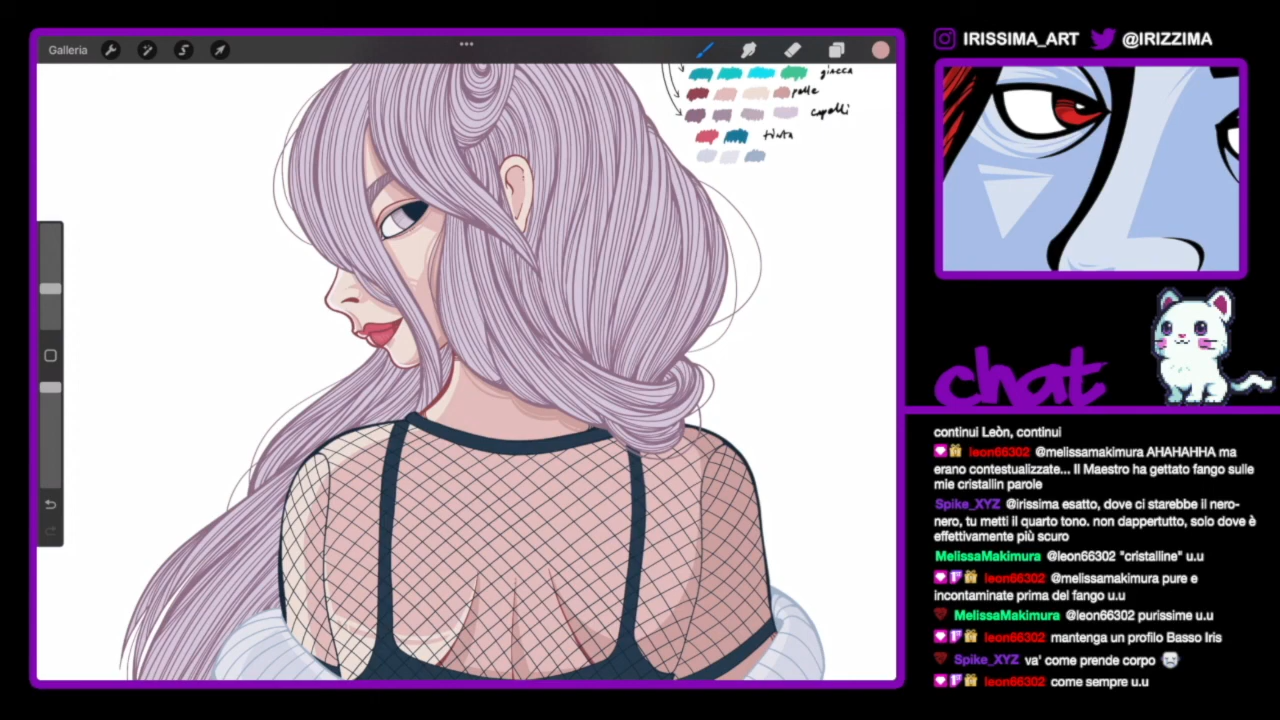 Galleria
giacca
pelle
capelli
tinta
IRISSIMA_ART @IRIZZIMA
chat
continui Leòn, continui
leon66302 @melissamakimura AHAHAHHA ma
erano contestualizzate... Il Maestro ha gettato fango sulle
mie cristallin parole
Spike_XYZ @irissima esatto, dove ci starebbe il nero-
nero, tu metti il quarto tono. non dappertutto, solo dove è
effettivamente più scuro
MelissaMakimura @leon66302 "cristalline" u.u
leon66302 @melissamakimura pure e
incontaminate prima del fango u.u
MelissaMakimura @leon66302 purissime u.u
leon66302 mantenga un profilo Basso Iris
Spike_XYZ va' come prende corpo
leon66302 come sempre u.u